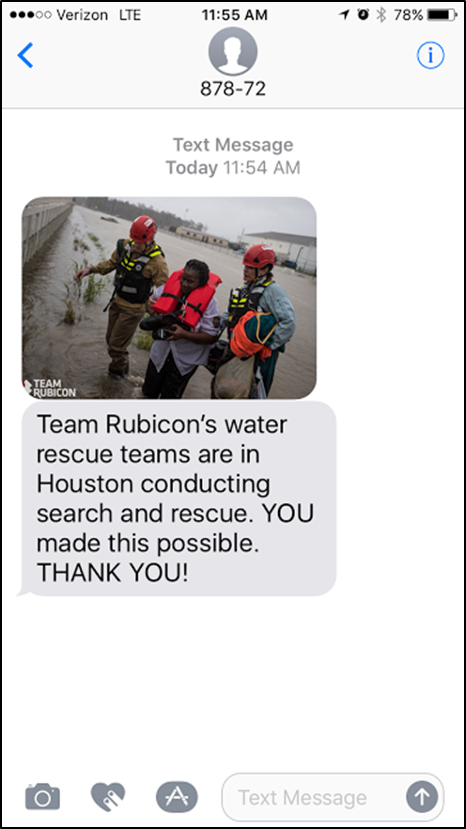 Verizon LTE 11:55 AM 78%
878-72
Text Message
Today 11:54 AM
TEAM
RUBICON
Team Rubicon's water
rescue teams are in
Houston conducting
search and rescue. YOU
made this possible.
THANK YOU!
Text Message